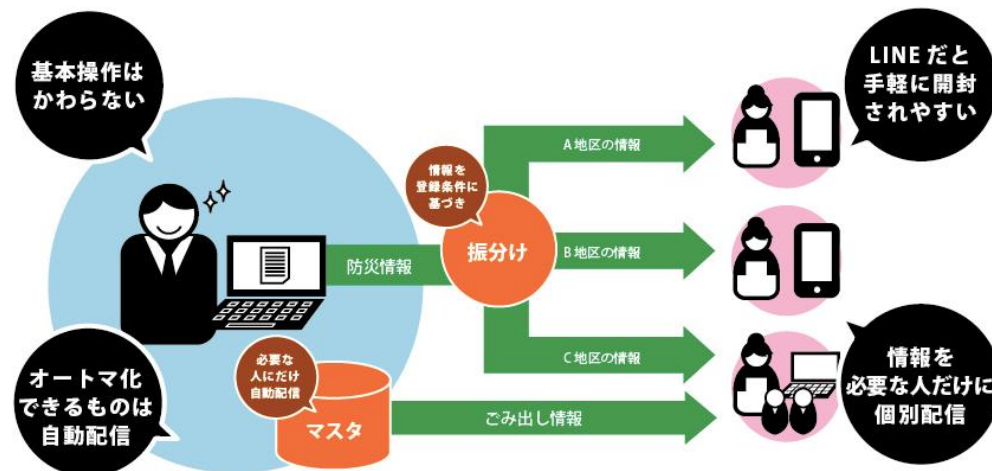 基本操作は
かわらない
LINEだと
手軽に開封
されやすい
A地区の情報
情報を
登録条件に
基づき
振分け
防災情報
B地区の情報
C地区の情報
オートマ化
できるものは
自動配信
必要な
人にだけ
自動配信
マスタ
ごみ出し情報
情報を
必要な人だけに
個別配信